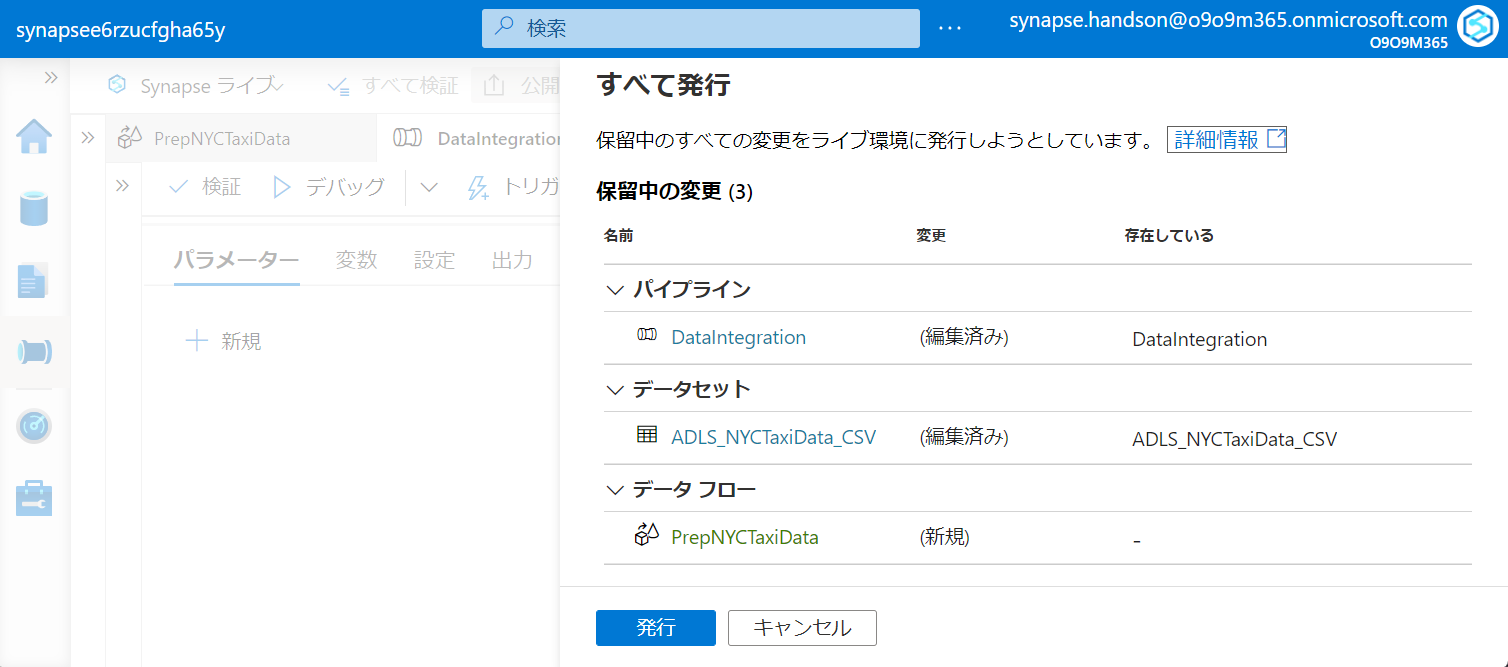 synapsee6rzucfgha65y
検索
synapse.handson@o9o9m365.onmicrosoft.com
O9O9M365
Synapse ライブ
すべて検証
公開
PrepNYCTaxiData
DataIntegration
検証
デバッグ
トリガ
パラメーター
変数
設定
出力
新規
すべて発行
保留中のすべての変更をライブ環境に発行しようとしています。 詳細情報
保留中の変更 (3)
名前 変更 存在している
パイプライン
DataIntegration (編集済み) DataIntegration
データセット
ADLS_NYCTaxiData_CSV (編集済み) ADLS_NYCTaxiData_CSV
データ フロー
PrepNYCTaxiData (新規) -
発行 キャンセル